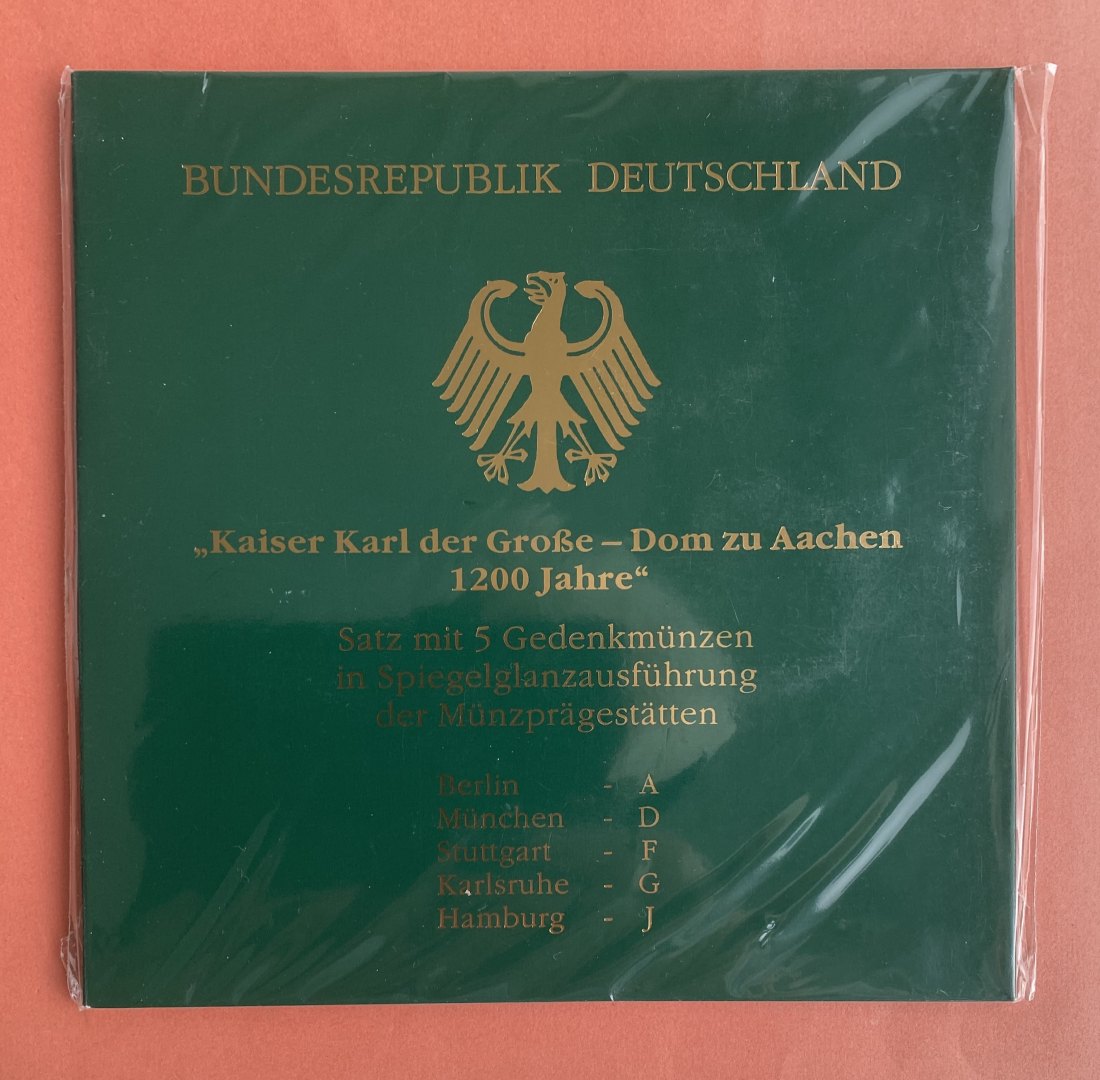 BUNDESREPUBLIK DEUTSCHLAND
„Kaiser Karl der Große – Dom zu Aachen
1200 Jahre“
Satz mit 5 Gedenkmünzen
in Spiegelglanzausführung
der Münzprägestätten
Berlin - A
München - D
Stuttgart - F
Karlsruhe - G
Hamburg - J